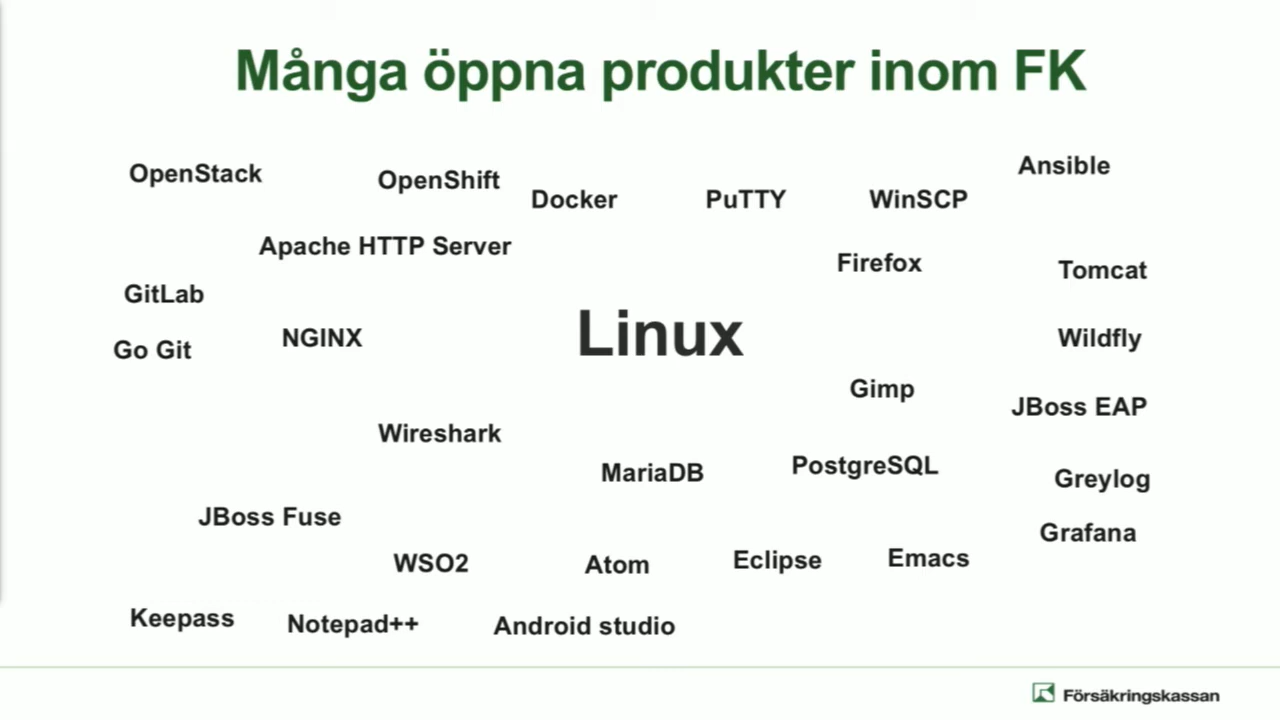 Många öppna produkter inom FK
OpenStack
OpenShift
Docker
PuTTY
WinSCP
Ansible
Apache HTTP Server
Firefox
Tomcat
GitLab
Go Git
NGINX
Linux
Wildfly
Gimp
JBoss EAP
Wireshark
MariaDB
PostgreSQL
Greylog
JBoss Fuse
Grafana
WSO2
Atom
Eclipse
Emacs
Keepass
Notepad++
Android studio
Försäkringskassan